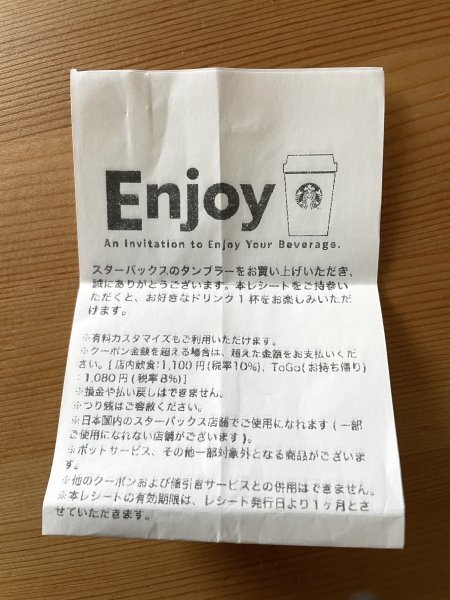 Enjoy
An Invitation to Enjoy Your Beverage.
スターバックスのタンブラーをお買い上げいただき、
誠にありがとうございます。本レシートをご持参い
ただくと、お好きなドリンク1杯をお楽しみいただ
けます。
※有料カスタマイズもご利用いただけます。
※クーポン金額を超える場合は、超えた金額をお支払いくだ
さい。[店内飲食:1,100円(税率10%)、ToGo(お持ち帰り)
:1,080円(税率8%)]
※換金や払い戻しはできません。
※つり銭はご容赦ください。
※日本国内のスターバックス店舗でご使用になれます(一部
ご使用になれない店舗がございます)。
※ポットサービス、その他一部対象外となる商品がございま
す。
※他のクーポンおよび値引きサービスとの併用はできません。
※本レシートの有効期限は、レシート発行日より1ヶ月とさ
せていただきます。